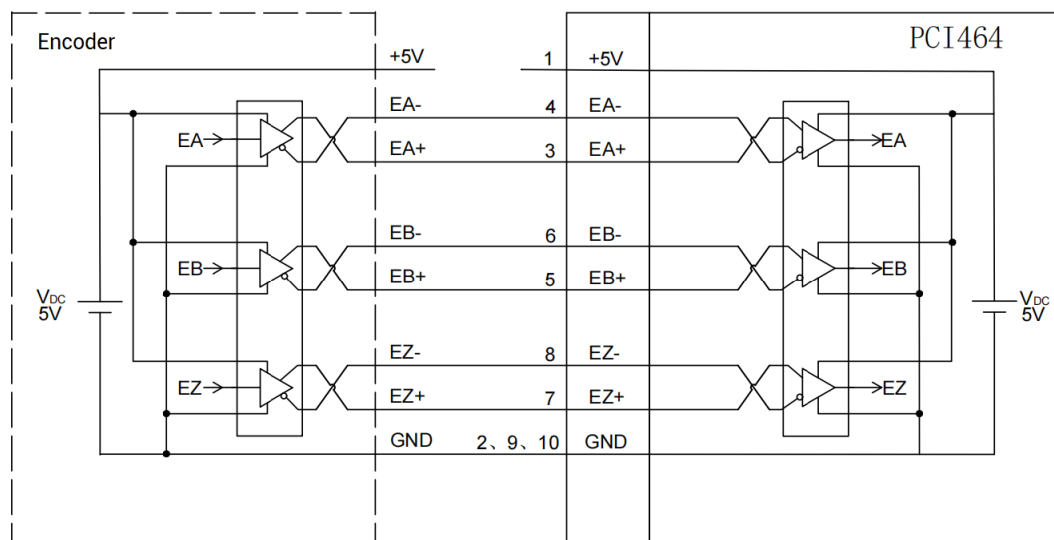 Encoder
PCI464
+5V 1 +5V
EA- 4 EA-
EA EA
EA+ 3 EA+
EB- 6 EB-
EB EB
EB+ 5 EB+
VDC VDC
5V 5V
EZ- 8 EZ-
EZ EZ
EZ+ 7 EZ+
GND 2、9、10 GND